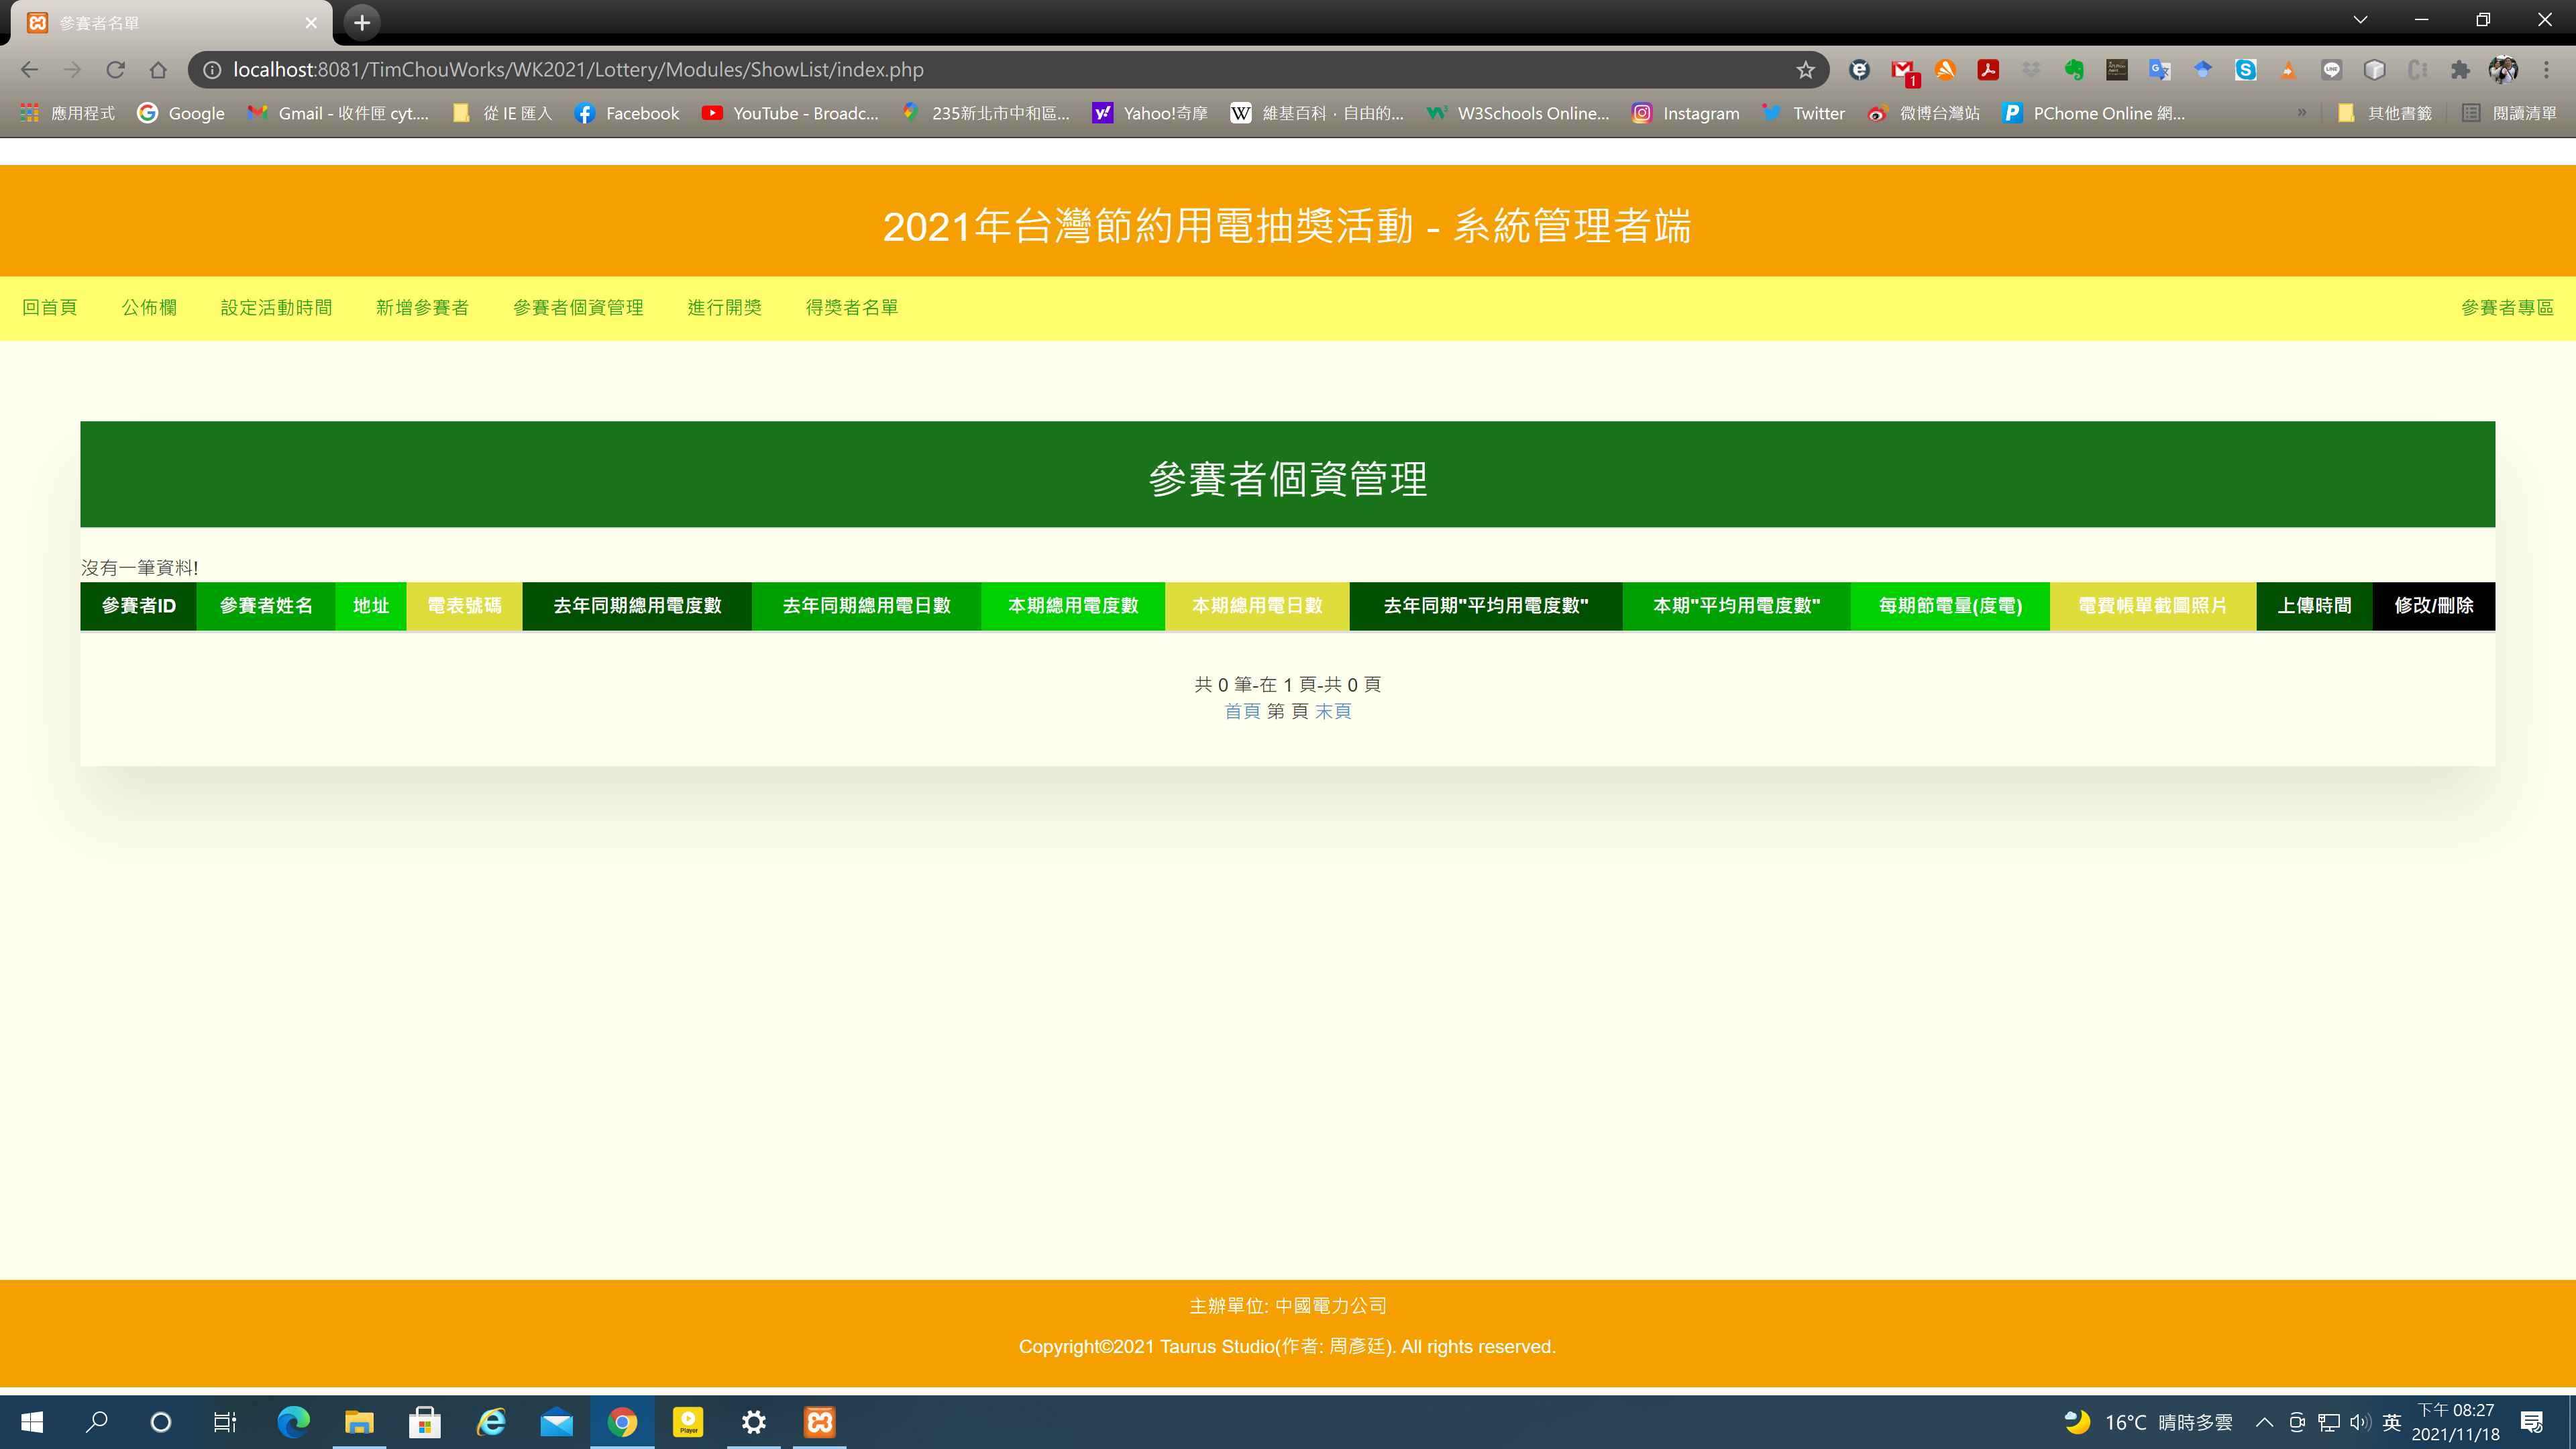 參賽者名單
localhost:8081/TimChouWorks/WK2021/Lottery/Modules/ShowList/index.php
1
應用程式 Google Gmail - 收件匣 cyt.... 從 IE 匯入 Facebook YouTube - Broadc... 235新北市中和區... Yahoo!奇摩 維基百科，自由的... W3Schools Online... Instagram Twitter 微博台灣站 PChome Online 網... » 其他書籤 閱讀清單
2021年台灣節約用電抽獎活動 - 系統管理者端
回首頁 公佈欄 設定活動時間 新增參賽者 參賽者個資管理 進行開獎 得獎者名單 參賽者專區
參賽者個資管理
沒有一筆資料!
參賽者ID 參賽者姓名 地址 電表號碼 去年同期總用電度數 去年同期總用電日數 本期總用電度數 本期總用電日數 去年同期"平均用電度數" 本期"平均用電度數" 每期節電量(度電) 電費帳單截圖照片 上傳時間 修改/刪除
共 0 筆-在 1 頁-共 0 頁
首頁 第 頁 末頁
主辦單位: 中國電力公司
Copyright©2021 Taurus Studio(作者: 周彥廷). All rights reserved.
Player
16°C 晴時多雲 英 下午 08:27
2021/11/18